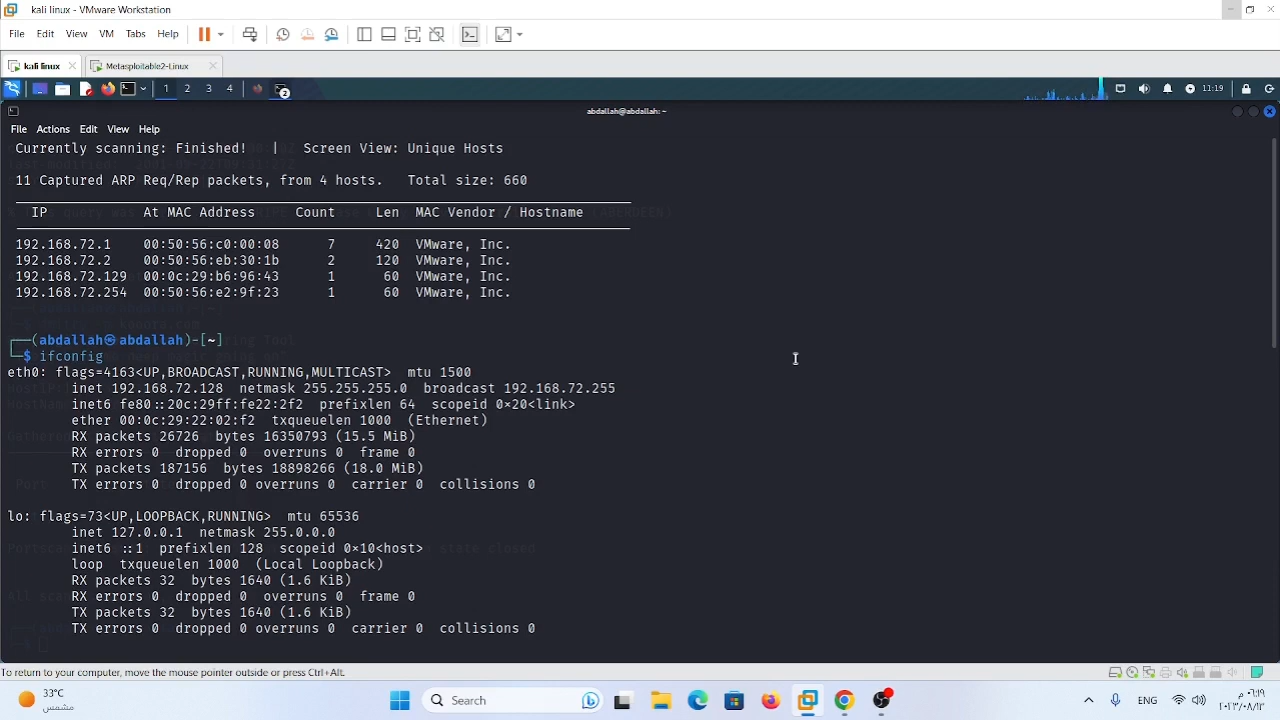 kali linux - VMware Workstation
File Edit View VM Tabs Help
kali linux Metasploitable2-Linux
1 2 3 4 2 11:19
abdallah@abdallah: ~
File Actions Edit View Help
Currently scanning: Finished! | Screen View: Unique Hosts
11 Captured ARP Req/Rep packets, from 4 hosts. Total size: 660
IP At MAC Address Count Len MAC Vendor / Hostname
192.168.72.1 00:50:56:c0:00:08 7 420 VMware, Inc.
192.168.72.2 00:50:56:eb:30:1b 2 120 VMware, Inc.
192.168.72.129 00:0c:29:b6:96:43 1 60 VMware, Inc.
192.168.72.254 00:50:56:e2:9f:23 1 60 VMware, Inc.
┌──(abdallah㉿abdallah)-[~]
└─$ ifconfig
eth0: flags=4163<UP,BROADCAST,RUNNING,MULTICAST> mtu 1500
inet 192.168.72.128 netmask 255.255.255.0 broadcast 192.168.72.255
inet6 fe80::20c:29ff:fe22:2f2 prefixlen 64 scopeid 0×20<link>
ether 00:0c:29:22:02:f2 txqueuelen 1000 (Ethernet)
RX packets 26726 bytes 16350793 (15.5 MiB)
RX errors 0 dropped 0 overruns 0 frame 0
TX packets 187156 bytes 18898266 (18.0 MiB)
TX errors 0 dropped 0 overruns 0 carrier 0 collisions 0
lo: flags=73<UP,LOOPBACK,RUNNING> mtu 65536
inet 127.0.0.1 netmask 255.0.0.0
inet6 ::1 prefixlen 128 scopeid 0×10<host>
loop txqueuelen 1000 (Local Loopback)
RX packets 32 bytes 1640 (1.6 KiB)
RX errors 0 dropped 0 overruns 0 frame 0
TX packets 32 bytes 1640 (1.6 KiB)
TX errors 0 dropped 0 overruns 0 carrier 0 collisions 0
To return to your computer, move the mouse pointer outside or press Ctrl+Alt.
33°C
مشمس
Search
ENG